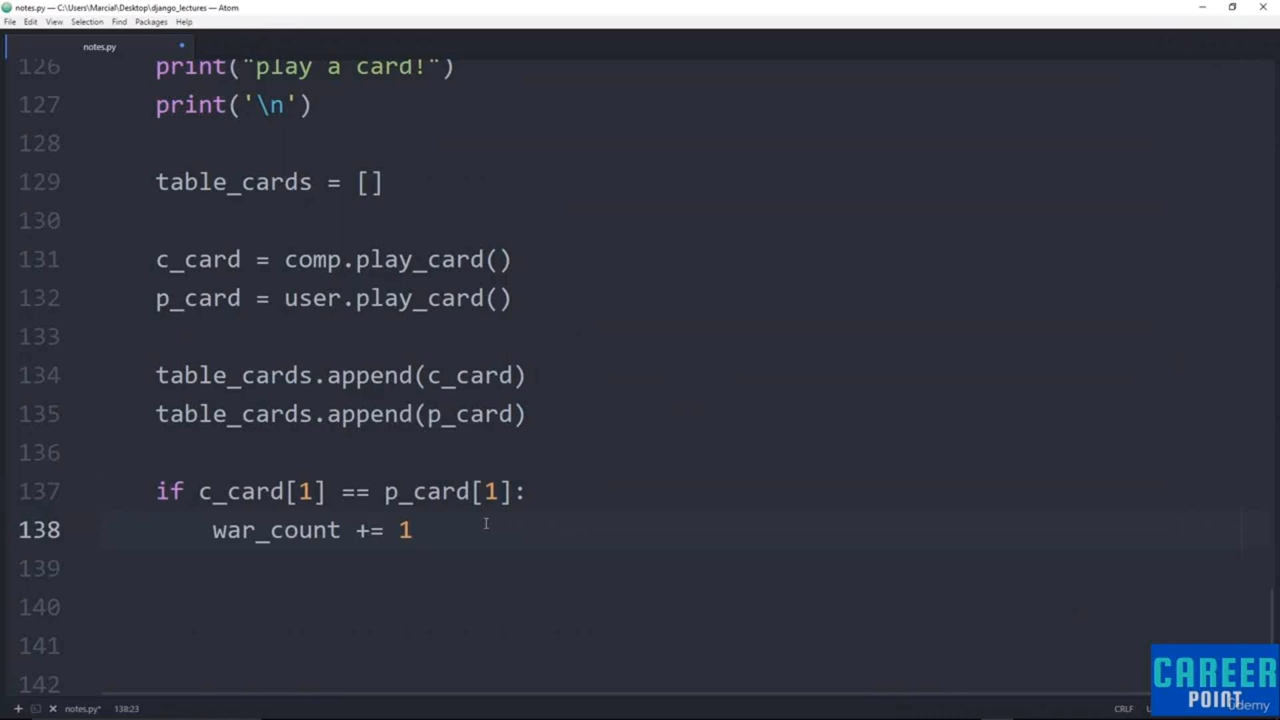 notes.py — C:\Users\Marcial\Desktop\django_lectures — Atom
File Edit View Selection Find Packages Help
notes.py
126 print("play a card!")
127 print('\n')
128
129 table_cards = []
130
131 c_card = comp.play_card()
132 p_card = user.play_card()
133
134 table_cards.append(c_card)
135 table_cards.append(p_card)
136
137 if c_card[1] == p_card[1]:
138 war_count += 1
139
140
141
142
CAREER
POINT
Udemy
notes.py* 138:23 CRLF